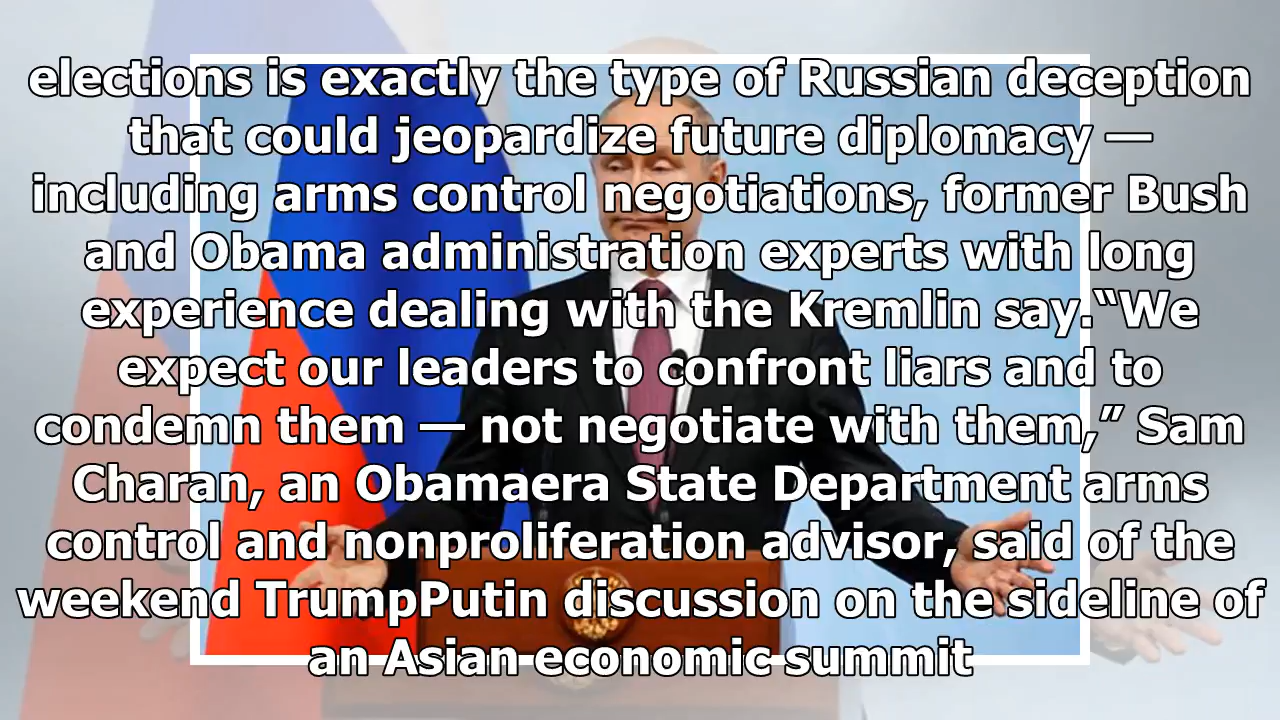 elections is exactly the type of Russian deception
that could jeopardize future diplomacy —
including arms control negotiations, former Bush
and Obama administration experts with long
experience dealing with the Kremlin say.“We
expect our leaders to confront liars and to
condemn them — not negotiate with them,” Sam
Charan, an Obamaera State Department arms
control and nonproliferation advisor, said of the
weekend TrumpPutin discussion on the sideline of
an Asian economic summit